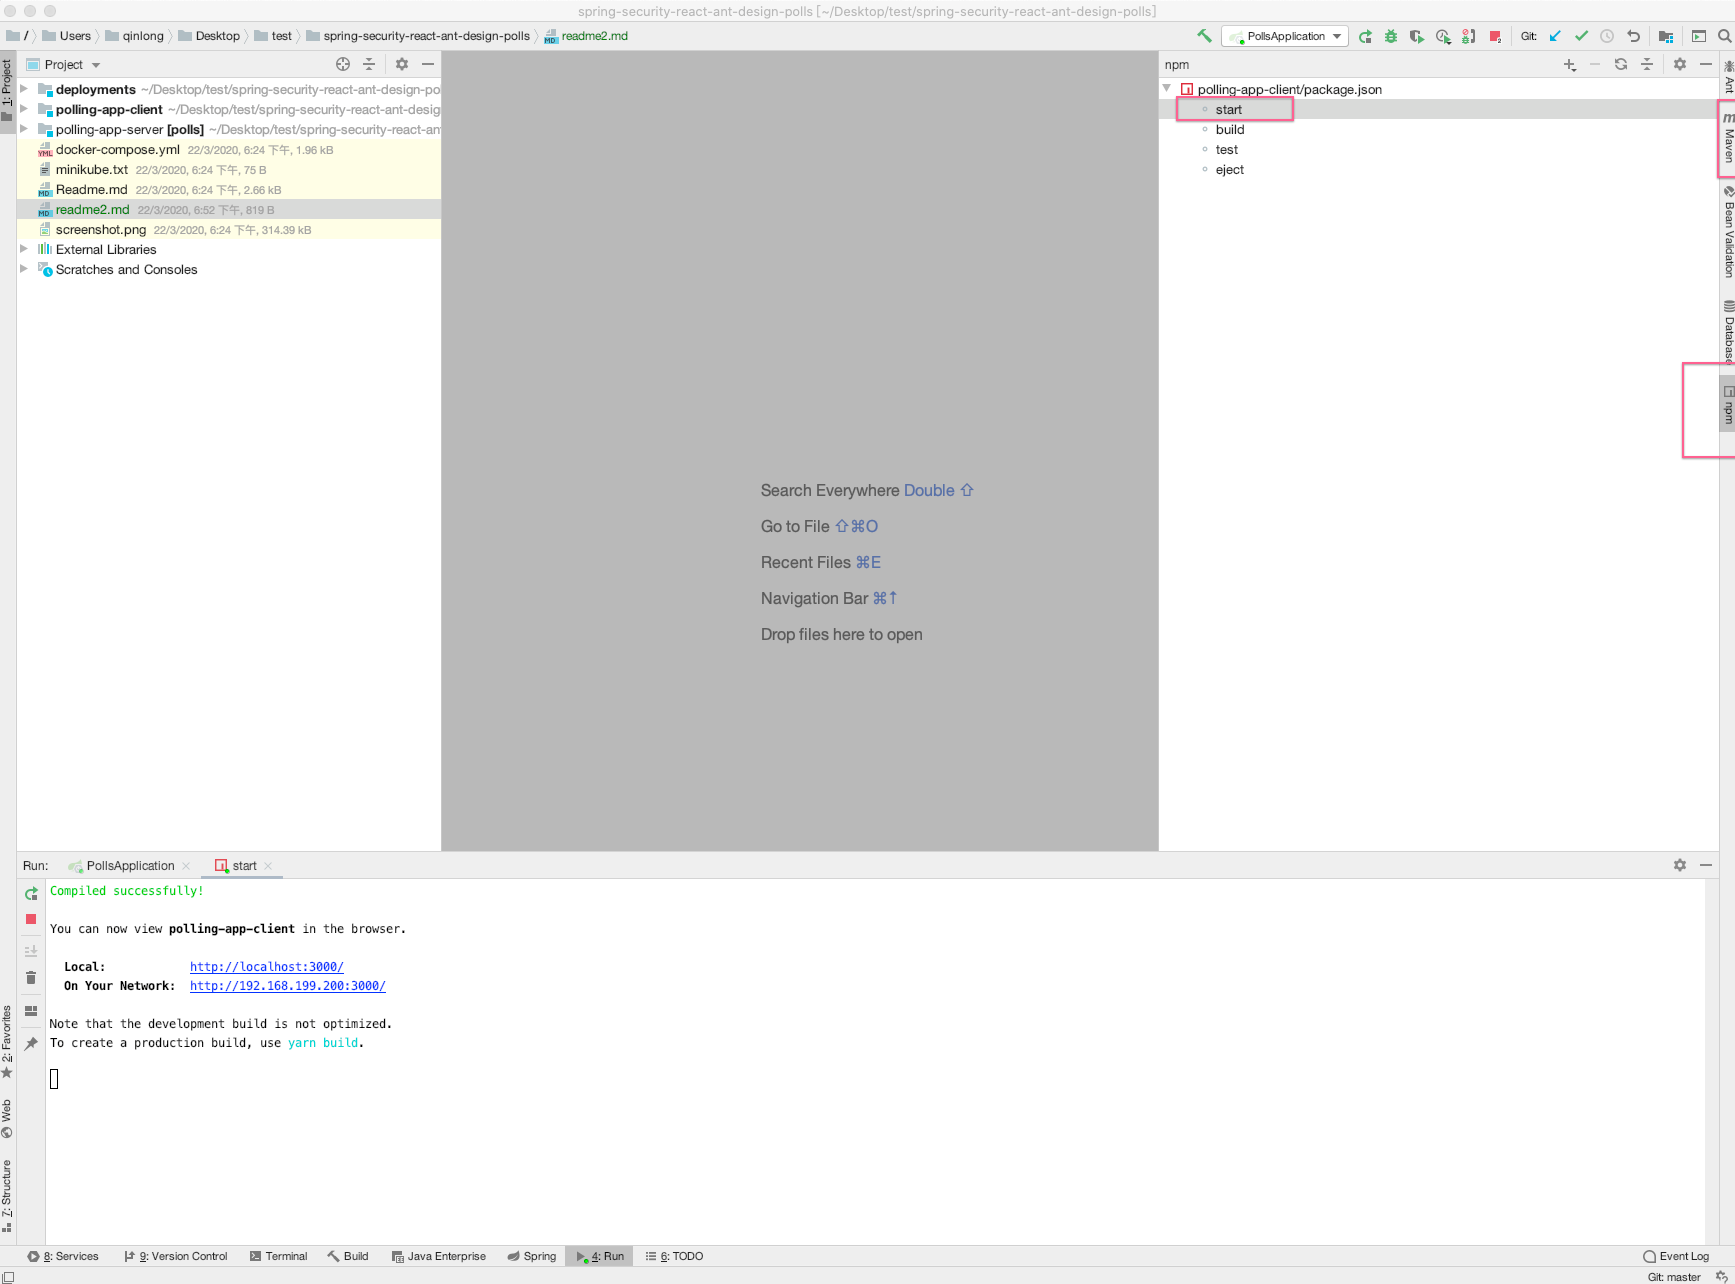 spring-security-react-ant-design-polls [~/Desktop/test/spring-security-react-ant-design-polls]
/ Users qinlong Desktop test spring-security-react-ant-design-polls readme2.md
PollsApplication
Git:
1: Project
Project
deployments ~/Desktop/test/spring-security-react-ant-design-po
polling-app-client ~/Desktop/test/spring-security-react-ant-desig
polling-app-server [polls] ~/Desktop/test/spring-security-react-an
docker-compose.yml 22/3/2020, 6:24 下午, 1.96 kB
minikube.txt 22/3/2020, 6:24 下午, 75 B
Readme.md 22/3/2020, 6:24 下午, 2.66 kB
readme2.md 22/3/2020, 6:52 下午, 819 B
screenshot.png 22/3/2020, 6:24 下午, 314.39 kB
External Libraries
Scratches and Consoles
Search Everywhere Double ⇧
Go to File ⇧⌘O
Recent Files ⌘E
Navigation Bar ⌘↑
Drop files here to open
npm
polling-app-client/package.json
start
build
test
eject
Ant
Maven
Bean Validation
Database
npm
Run: PollsApplication start
Compiled successfully!
You can now view polling-app-client in the browser.
Local: http://localhost:3000/
On Your Network: http://192.168.199.200:3000/
Note that the development build is not optimized.
To create a production build, use yarn build.
2: Favorites
Web
7: Structure
8: Services 9: Version Control Terminal Build Java Enterprise Spring 4: Run 6: TODO
Event Log
Git: master